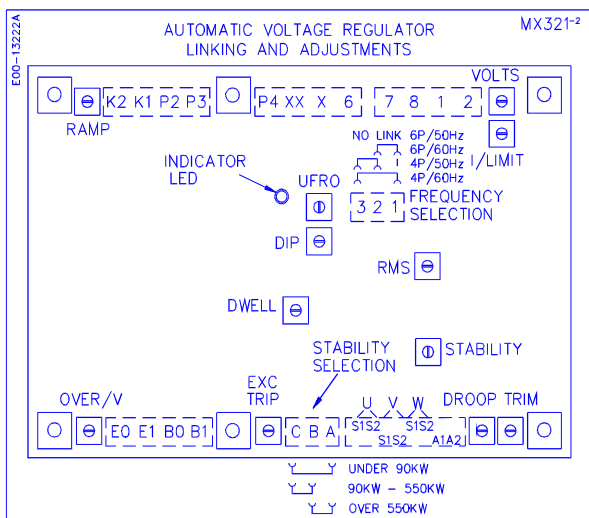 E00-13222A
AUTOMATIC VOLTAGE REGULATOR
LINKING AND ADJUSTMENTS
MX321-2
VOLTS
K2 K1 P2 P3
P4 XX X 6
7 8 1 2
RAMP
NO LINK 6P/50Hz
6P/60Hz
4P/50Hz
4P/60Hz
I/LIMIT
INDICATOR
LED
UFRO
3 2 1
FREQUENCY
SELECTION
DIP
RMS
DWELL
STABILITY
SELECTION
STABILITY
OVER/V
EXC
TRIP
U V W
DROOP TRIM
E0 E1 B0 B1
C B A
S1S2 S1S2
S1S2 A1A2
UNDER 90KW
90KW - 550KW
OVER 550KW